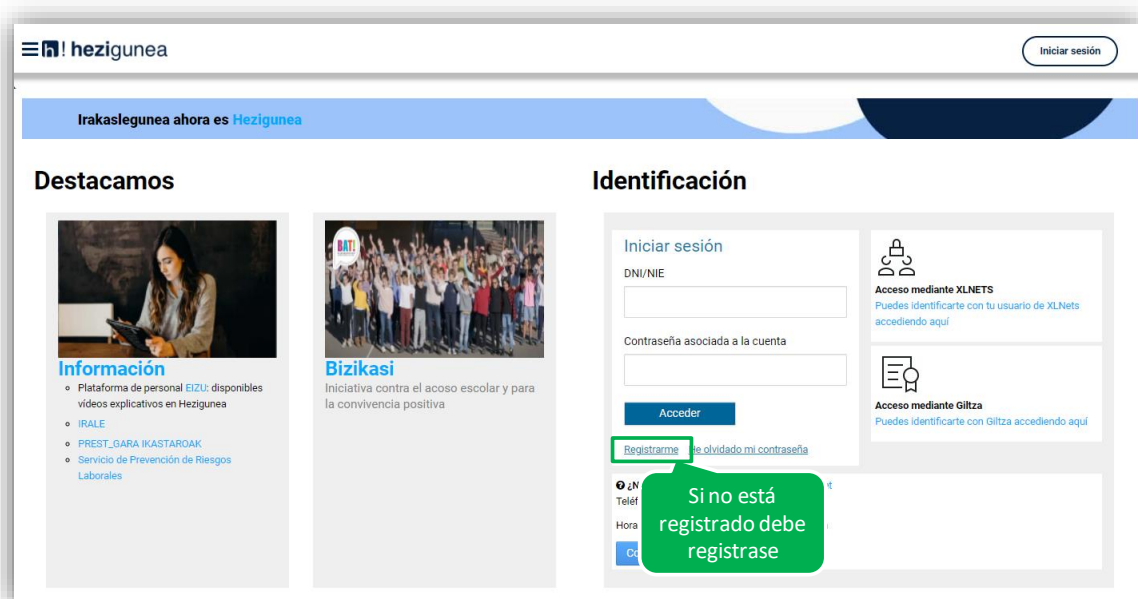 h! hezigunea
Iniciar sesión
Irakaslegunea ahora es Hezigunea
Destacamos
Identificación
BAT!
Información
Plataforma de personal EIZU: disponibles
vídeos explicativos en Hezigunea
IRALE
PREST_GARA IKASTAROAK
Servicio de Prevención de Riesgos
Laborales
Bizikasi
Iniciativa contra el acoso escolar y para
la convivencia positiva
Iniciar sesión
DNI/NIE
Contraseña asociada a la cuenta
Acceder
Registrarme He olvidado mi contraseña
Acceso mediante XLNETS
Puedes identificarte con tu usuario de XLNets
accediendo aquí
Acceso mediante Giltza
Puedes identificarte con Giltza accediendo aquí
Si no está
registrado debe
registrase